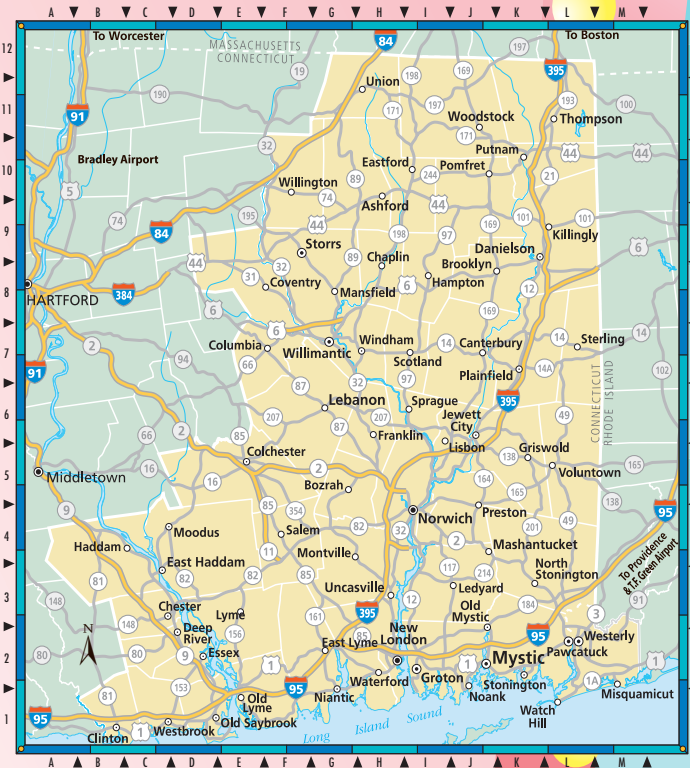 A B C D E F G H I J K L M
12
11
10
9
8
7
6
5
4
3
2
1
To Worcester
84
To Boston
MASSACHUSETTS
CONNECTICUT
197
19
198
169
395
Union
190
193
100
91
171
197
Woodstock
Thompson
171
32
Putnam
44
44
Bradley Airport
Eastford
Pomfret
5
Willington
89
244
21
74
Ashford
44
195
74
44
169
101
101
84
198
97
Killingly
6
Storrs
Danielson
44
89
Chaplin
32
Brooklyn
31
Coventry
Mansfield
6
Hampton
12
HARTFORD
384
6
169
6
Windham
14
Canterbury
14
Sterling
14
2
Columbia
Willimantic
Scotland
94
66
14A
102
91
32
97
Plainfield
87
395
CONNECTICUT
RHODE ISLAND
Lebanon
Sprague
207
207
Jewett
City
49
87
Franklin
2
85
66
Lisbon
138
Griswold
Colchester
165
16
2
Voluntown
Middletown
16
Bozrah
164
165
138
85
354
Norwich
Preston
9
49
95
Moodus
Salem
82
32
201
Haddam
11
2
Mashantucket
East Haddam
Montville
To Providence
& T.F. Green Airport
81
82
82
85
117
214
North
Stonington
Uncasville
Ledyard
148
Chester
Lyme
12
184
91
161
395
Old
Mystic
3
148
Deep
River
156
85
New
London
95
Westerly
N
East Lyme
80
80
9
Essex
Mystic
Pawcatuck
1
1
1
Waterford
Groton
Stonington
153
95
1A
Misquamicut
81
Niantic
Noank
Old
Lyme
Watch
Hill
95
1
Old Saybrook
Westbrook
Clinton
Long Island Sound
A B C D E F G H I J K L M